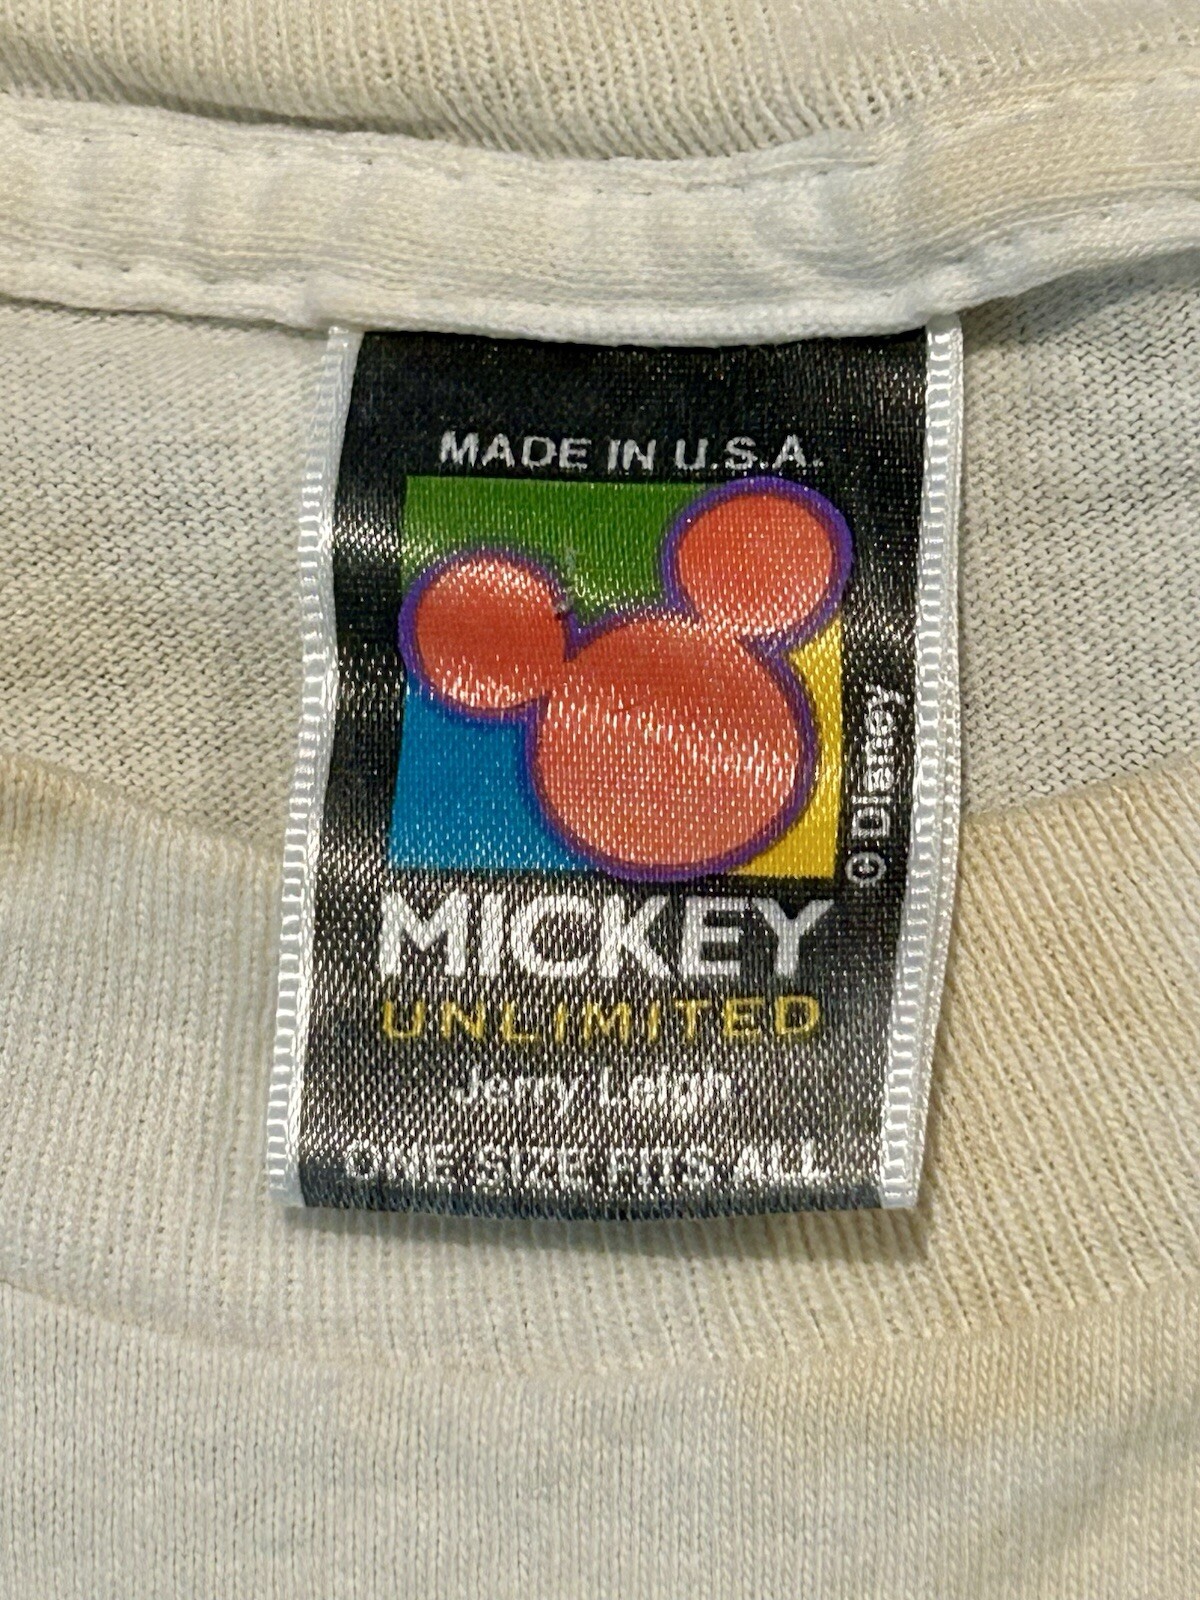 MADE IN U.S.A.
© Disney
MICKEY
UNLIMITED
Jerry Leigh
ONE SIZE FITS ALL